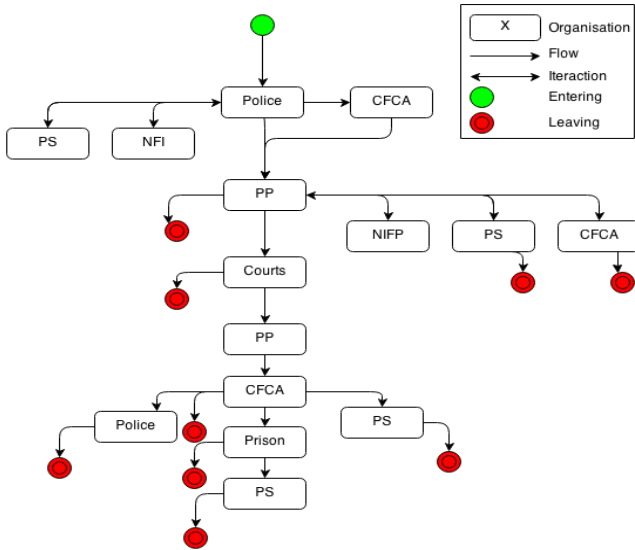 X
Organisation
Flow
Iteraction
Entering
Leaving
Police
CFCA
PS
NFI
PP
NIFP
PS
CFCA
Courts
PP
CFCA
Police
PS
Prison
PS